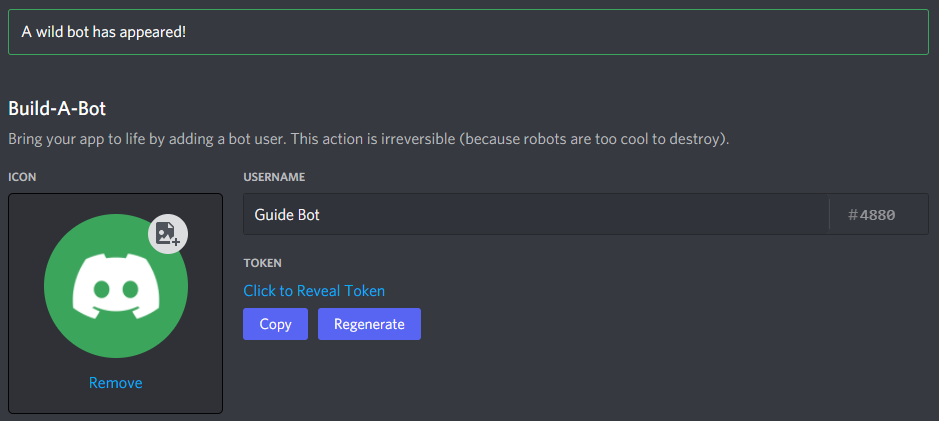 A wild bot has appeared!
Build-A-Bot
Bring your app to life by adding a bot user. This action is irreversible (because robots are too cool to destroy).
ICON
USERNAME
Guide Bot
#4880
TOKEN
Click to Reveal Token
Copy
Regenerate
Remove